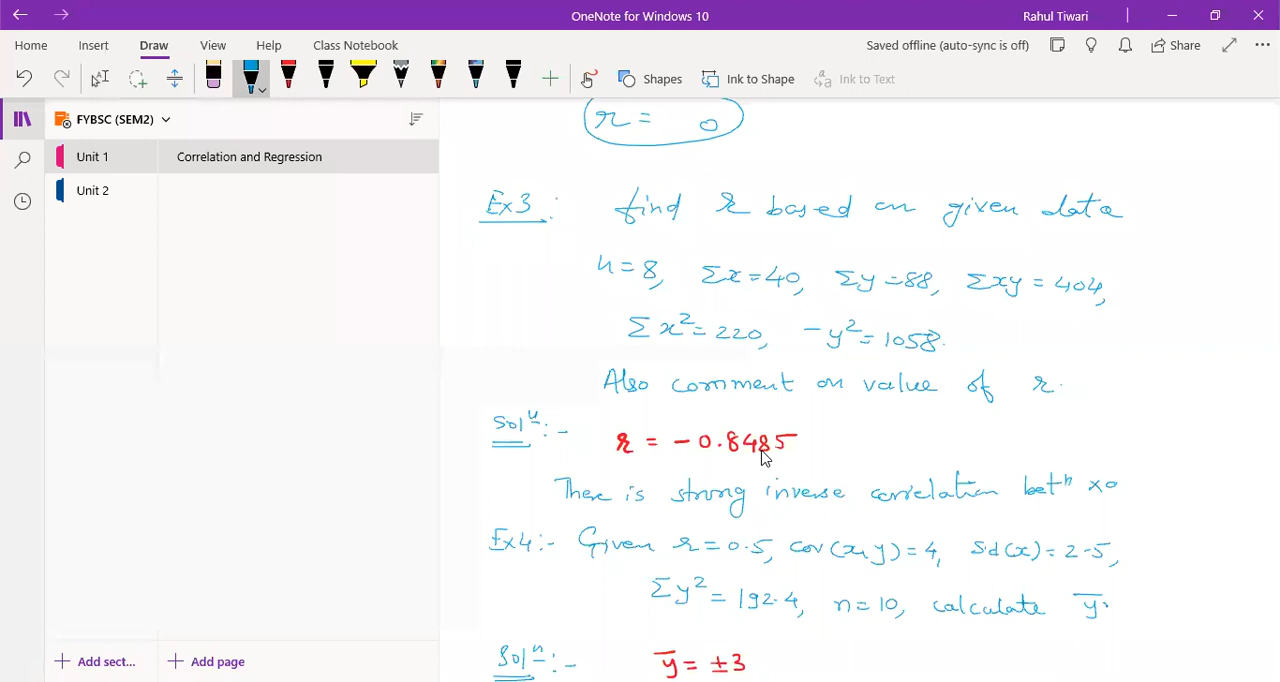 OneNote for Windows 10
Rahul Tiwari
Home Insert Draw View Help Class Notebook
Saved offline (auto-sync is off)
Share
Shapes
Ink to Shape
Ink to Text
FYBSC (SEM2)
Unit 1
Unit 2
Correlation and Regression
Add sect...
Add page
r = 0
Ex3 : find r based on given data
n = 8, Σx = 40, Σy = 88, Σxy = 404,
Σx² = 220, -y² = 1058.
Also comment on value of r.
Solⁿ :-
r = - 0.8485
There is strong inverse correlation betⁿ x
Ex4 :- Given r = 0.5, cov(x,y) = 4, Sd(x) = 2.5,
Σy² = 192.4, n = 10, calculate y̅.
Solⁿ :-
y̅ = ±3